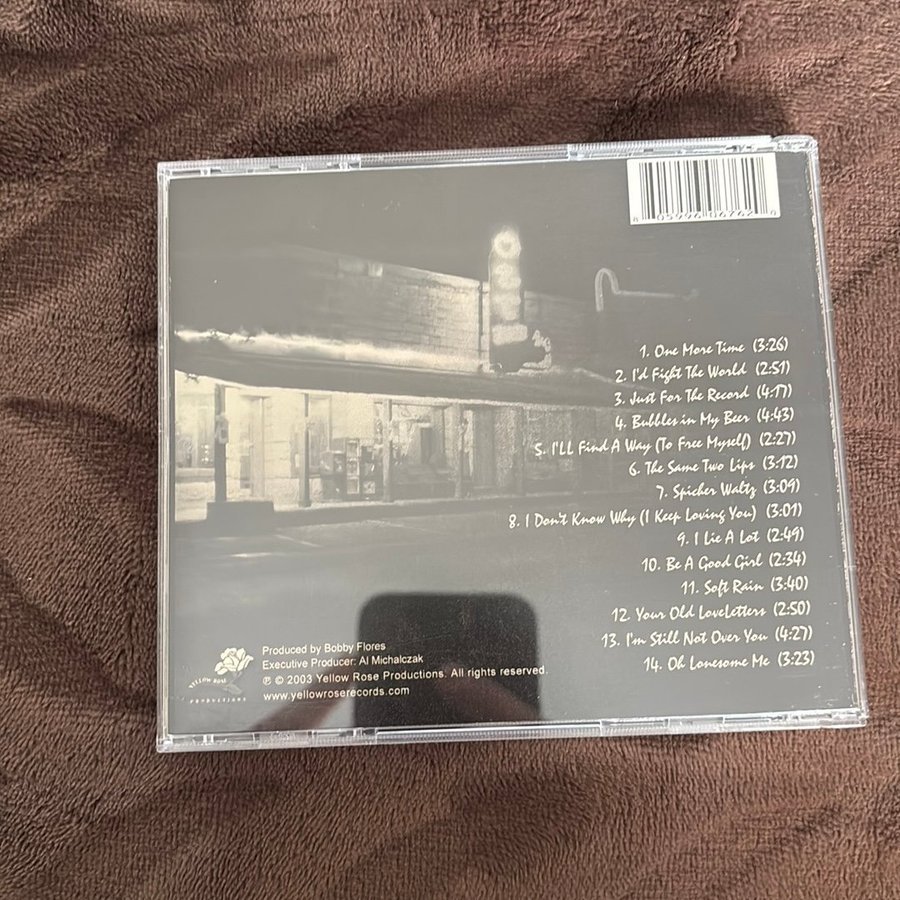 8 05996 06762 6
1. One More Time (3:26)
2. I'd Fight The World (2:51)
3. Just For The Record (4:17)
4. Bubbles in My Beer (4:43)
5. I'LL Find A Way (To Free Myself) (2:27)
6. The Same Two Lips (3:12)
7. Spicher Waltz (3:09)
8. I Don't Know Why (I Keep Loving You) (3:01)
9. I Lie A Lot (2:49)
10. Be A Good Girl (2:34)
11. Soft Rain (3:40)
12. Your Old LoveLetters (2:50)
13. I'm Still Not Over You (4:27)
14. Oh Lonesome Me (3:23)
YELLOW ROSE
PRODUCTIONS
Produced by Bobby Flores
Executive Producer: Al Michalczak
℗ © 2003 Yellow Rose Productions. All rights reserved.
www.yellowroserecords.com